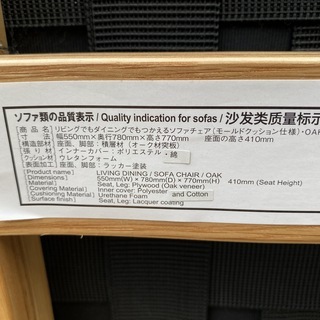 ソファ類の品質表示 / Quality indication for sofas / 沙发类质量标示
[商 品 名] リビングでもダイニングでもつかえるソファチェア(モールドクッション仕様)・OAK
[寸 法] 幅550mm×奥行780mm×高さ770mm 座面の高さ410mm
[構造部材] 座面、脚部:積層材(オーク材突板)
[張 り 材] インナーカバー:ポリエステル・綿
[クッション材] ウレタンフォーム
[表面加工] 座面、脚部:ラッカー塗装
[Product name] LIVING DINING / SOFA CHAIR / OAK
[Dimensions] 550mm(W) × 780mm(D) × 770mm(H) 410mm (Seat Height)
[Structural Material] Seat, Leg: Plywood (Oak veneer)
[Covering Material] Inner cover: Polyester and Cotton
[Cushioning Material] Urethane Foam
[Surface finish] Seat, Leg: Lacquer coating